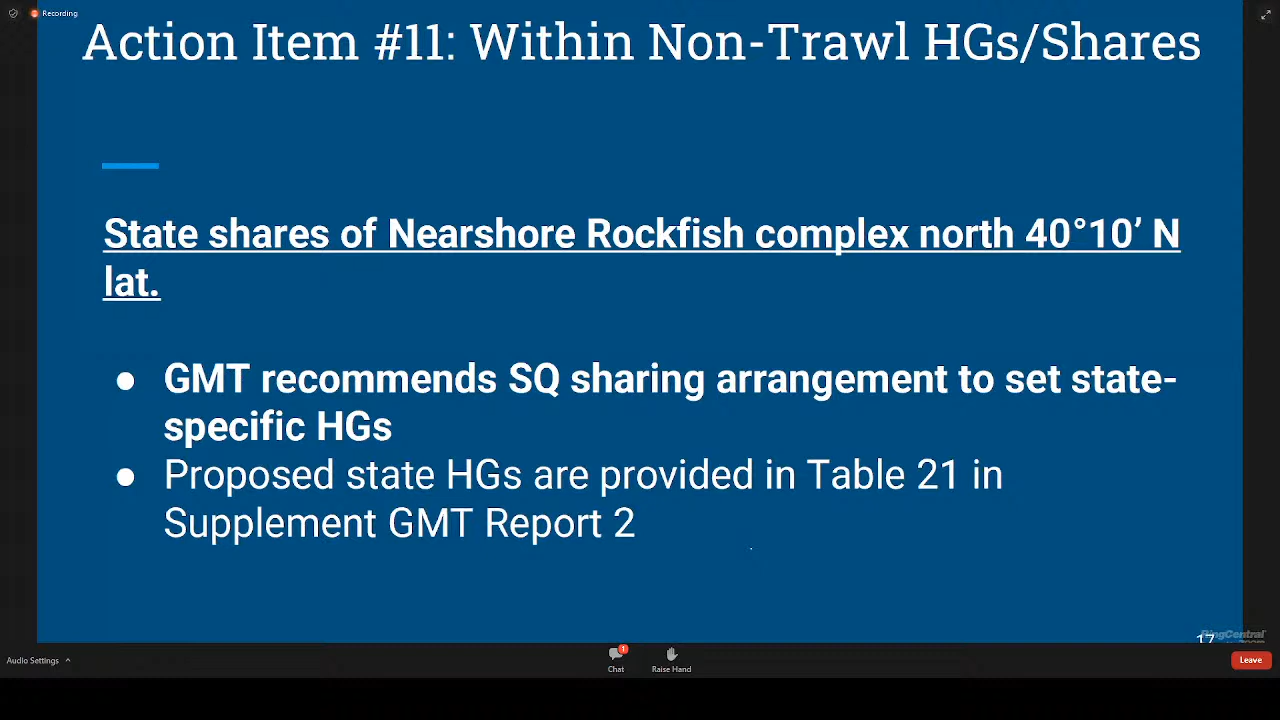 Recording
Action Item #11: Within Non-Trawl HGs/Shares
State shares of Nearshore Rockfish complex north 40°10’ N
lat.
● GMT recommends SQ sharing arrangement to set state-
specific HGs
● Proposed state HGs are provided in Table 21 in
Supplement GMT Report 2
17
RingCentral
Audio Settings
1
Chat
Raise Hand
Leave